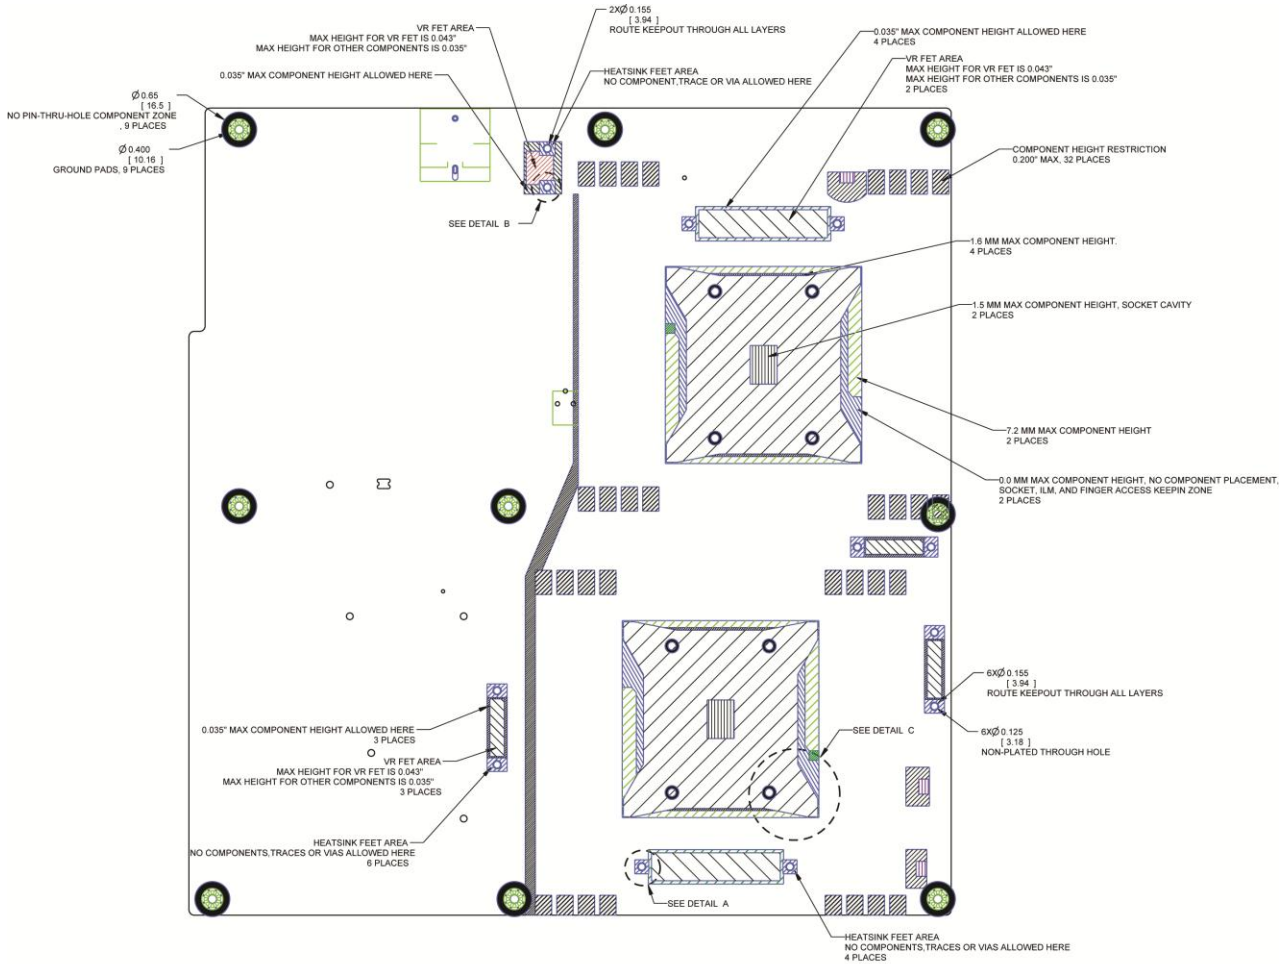 2XØ 0.155
[ 3.94 ]
ROUTE KEEPOUT THROUGH ALL LAYERS
VR FET AREA
MAX HEIGHT FOR VR FET IS 0.043"
MAX HEIGHT FOR OTHER COMPONENTS IS 0.035"
0.035" MAX COMPONENT HEIGHT ALLOWED HERE
4 PLACES
VR FET AREA
MAX HEIGHT FOR VR FET IS 0.043"
MAX HEIGHT FOR OTHER COMPONENTS IS 0.035"
2 PLACES
0.035" MAX COMPONENT HEIGHT ALLOWED HERE
HEATSINK FEET AREA
NO COMPONENT,TRACE OR VIA ALLOWED HERE
Ø 0.65
[ 16.5 ]
NO PIN-THRU-HOLE COMPONENT ZONE
, 9 PLACES
Ø 0.400
[ 10.16 ]
GROUND PADS, 9 PLACES
COMPONENT HEIGHT RESTRICTION
0.200" MAX, 32 PLACES
SEE DETAIL B
1.6 MM MAX COMPONENT HEIGHT.
4 PLACES
1.5 MM MAX COMPONENT HEIGHT, SOCKET CAVITY
2 PLACES
7.2 MM MAX COMPONENT HEIGHT
2 PLACES
0.0 MM MAX COMPONENT HEIGHT, NO COMPONENT PLACEMENT,
SOCKET, ILM, AND FINGER ACCESS KEEPIN ZONE
2 PLACES
6XØ 0.155
[ 3.94 ]
ROUTE KEEPOUT THROUGH ALL LAYERS
6XØ 0.125
[ 3.18 ]
NON-PLATED THROUGH HOLE
SEE DETAIL C
0.035" MAX COMPONENT HEIGHT ALLOWED HERE
3 PLACES
VR FET AREA
MAX HEIGHT FOR VR FET IS 0.043"
MAX HEIGHT FOR OTHER COMPONENTS IS 0.035"
3 PLACES
HEATSINK FEET AREA
NO COMPONENTS,TRACES OR VIAS ALLOWED HERE
6 PLACES
SEE DETAIL A
HEATSINK FEET AREA
NO COMPONENTS,TRACES OR VIAS ALLOWED HERE
4 PLACES